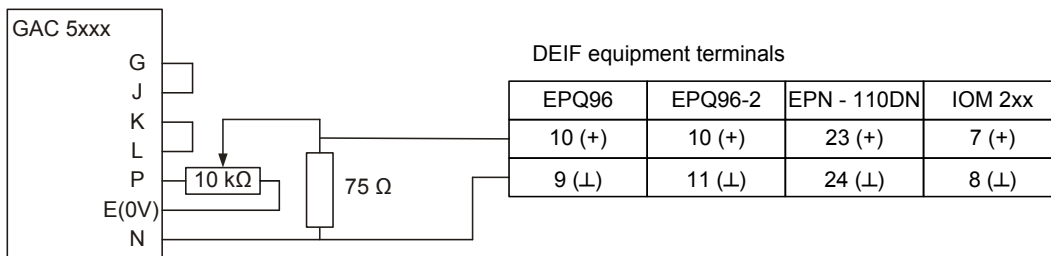 GAC 5xxx
G
J
K
L
P
E(0V)
N
10 kΩ
75 Ω
DEIF equipment terminals
EPQ96 EPQ96-2 EPN - 110DN IOM 2xx
10 (+) 10 (+) 23 (+) 7 (+)
9 (⊥) 11 (⊥) 24 (⊥) 8 (⊥)